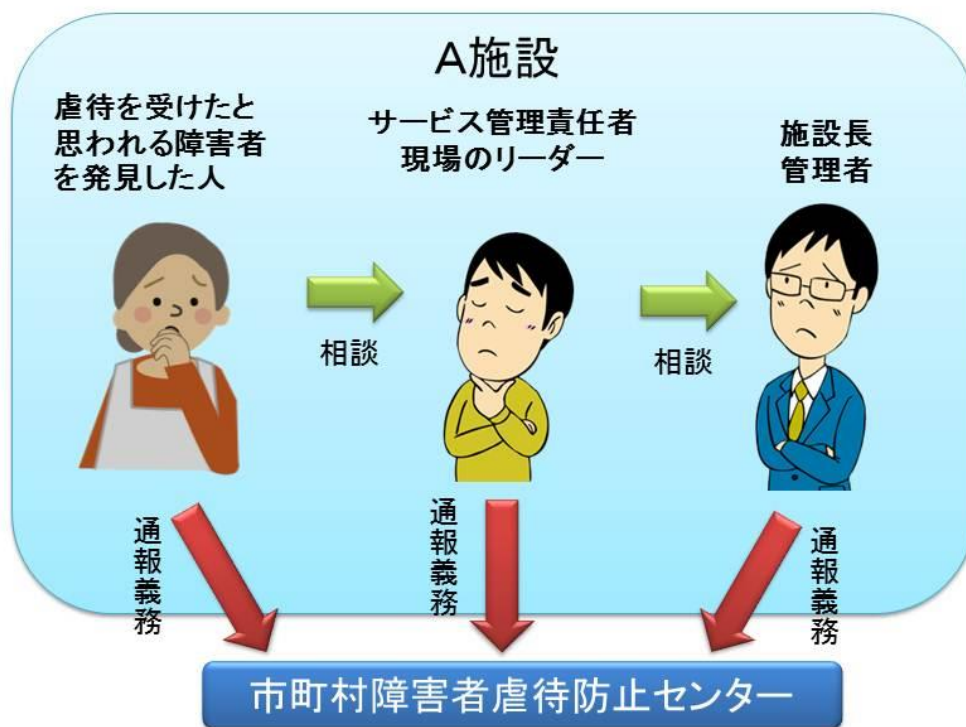 A施設
虐待を受けたと
思われる障害者
を発見した人
サービス管理責任者
現場のリーダー
施設長
管理者
相談
相談
通報義務
通報義務
通報義務
市町村障害者虐待防止センター